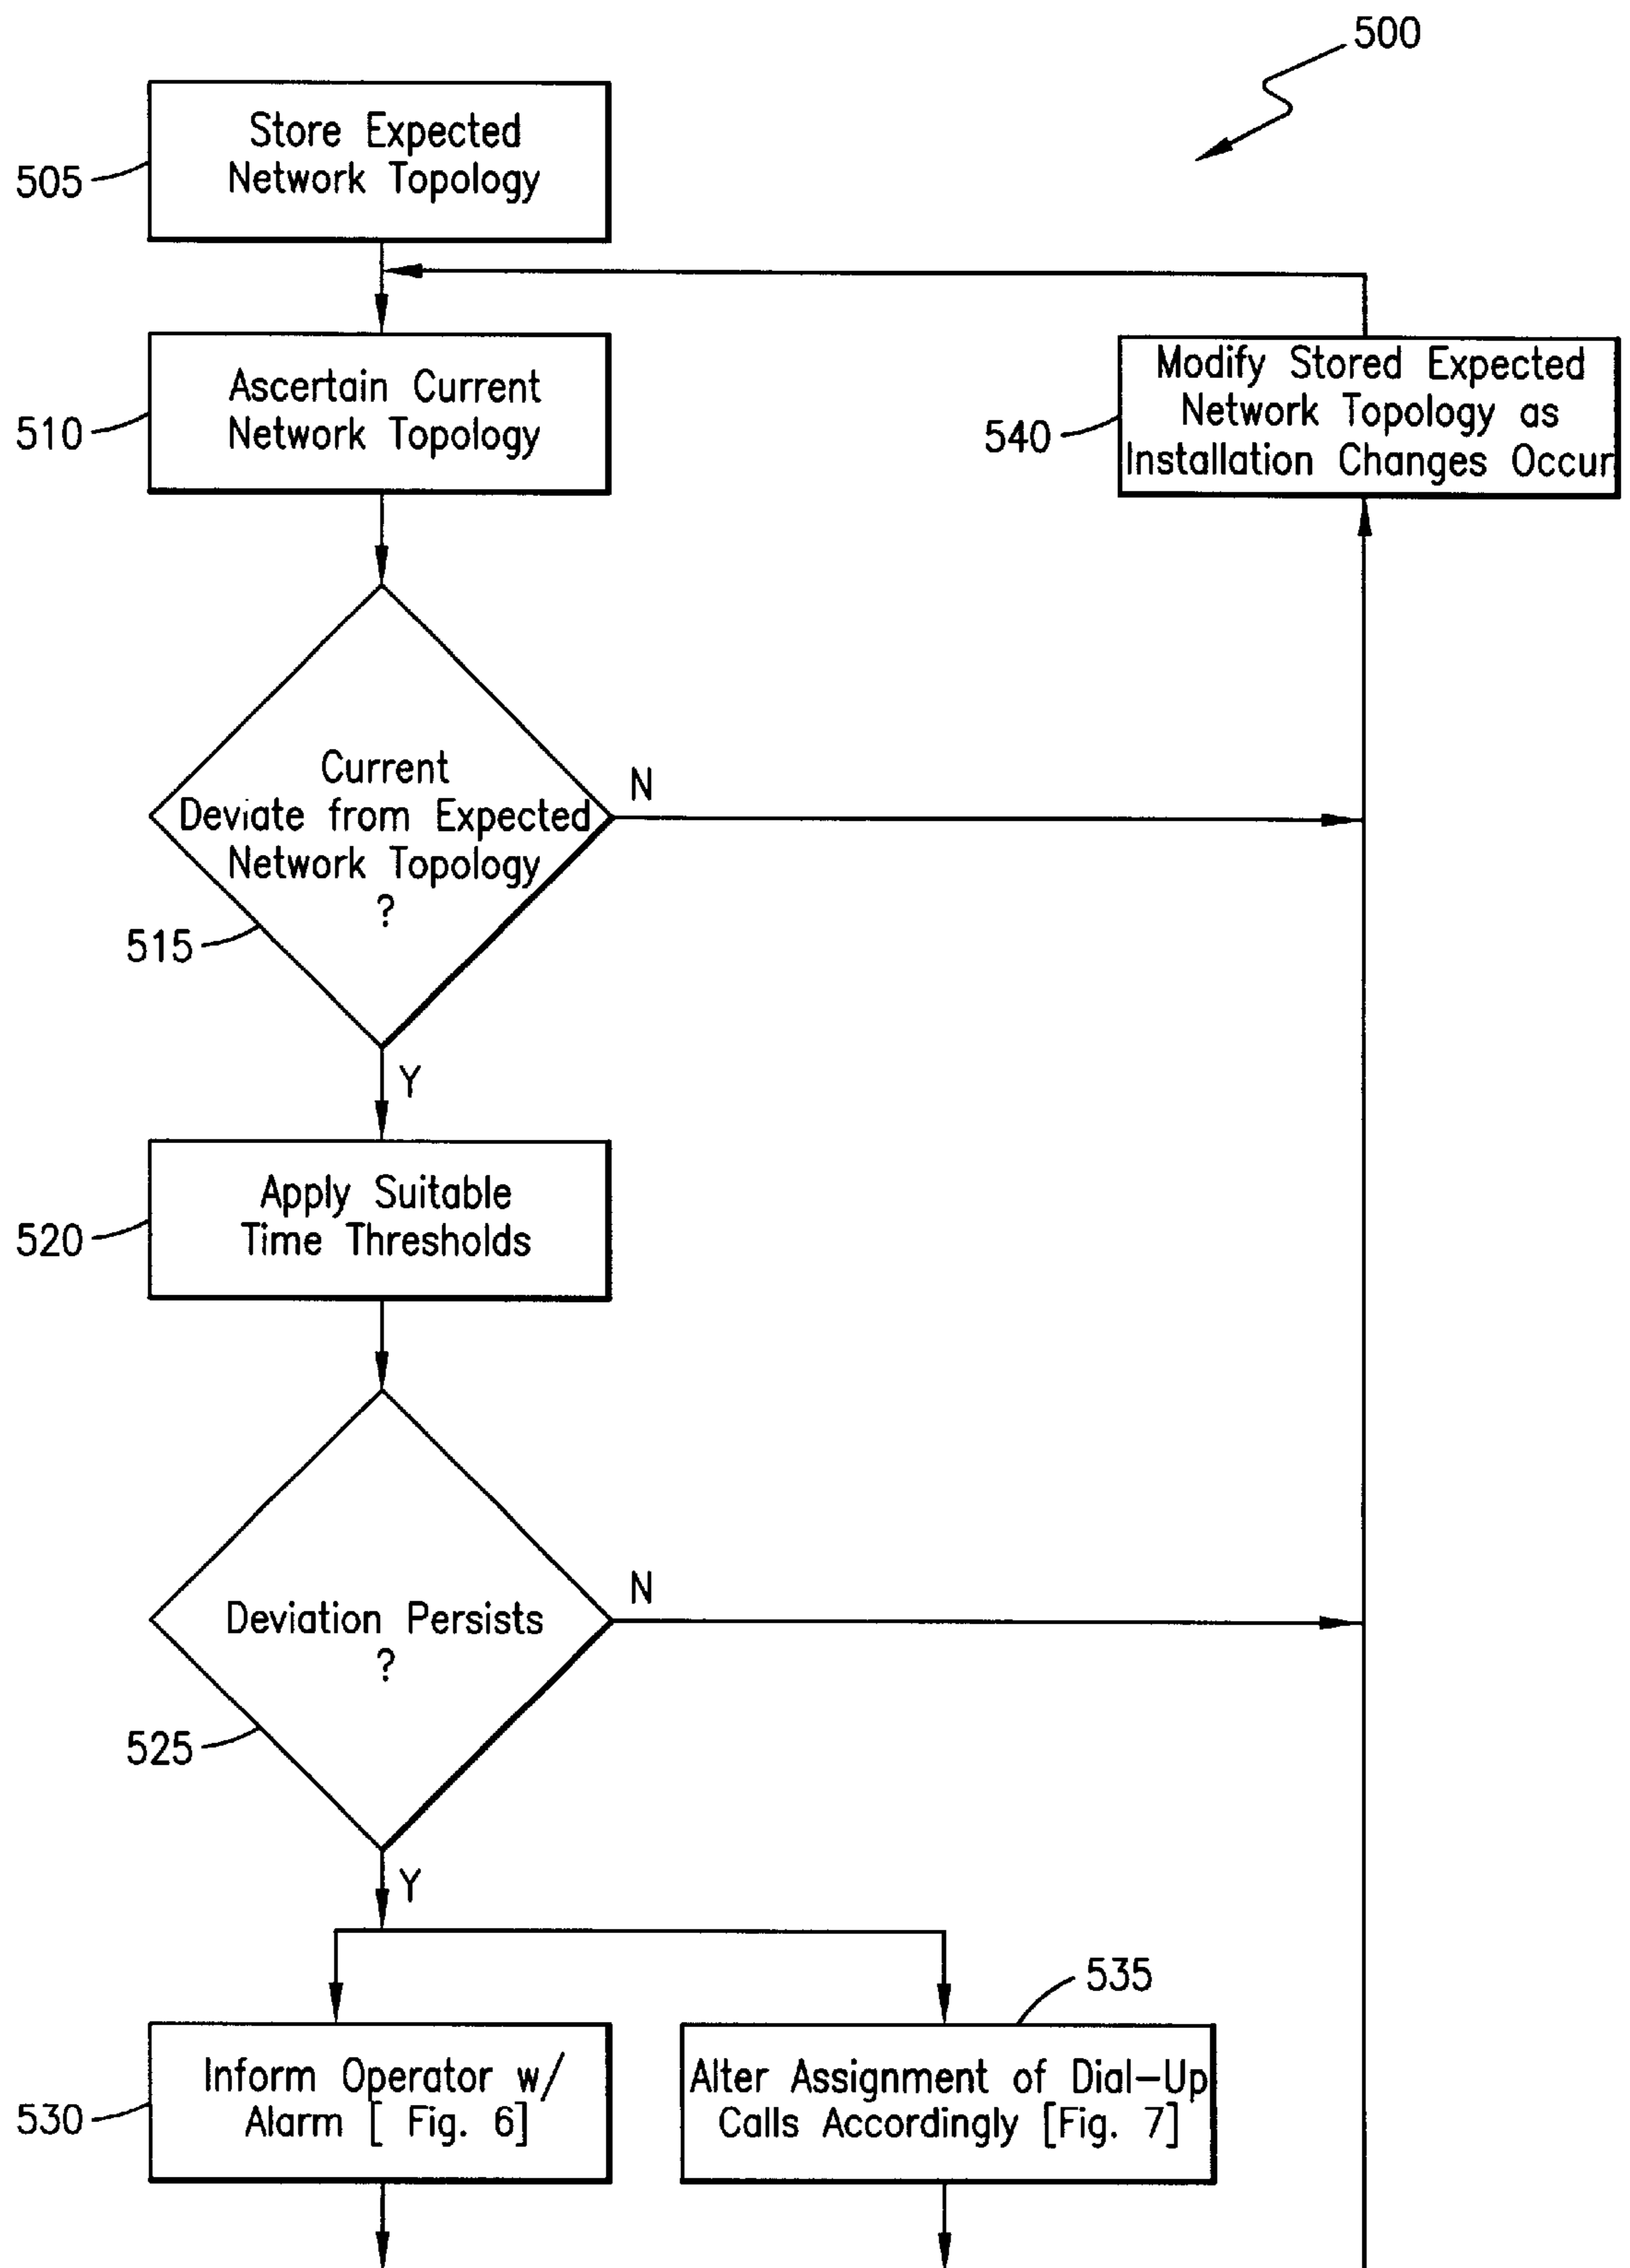 500
Store Expected
Network Topology
505
Ascertain Current
Network Topology
510
Modify Stored Expected
Network Topology as
Installation Changes Occur
540
Current
Deviate from Expected
Network Topology
?
N
515
Y
Apply Suitable
Time Thresholds
520
Deviation Persists
?
N
525
Y
535
Inform Operator w/
Alarm [ Fig. 6]
530
Alter Assignment of Dial-Up
Calls Accordingly [Fig. 7]